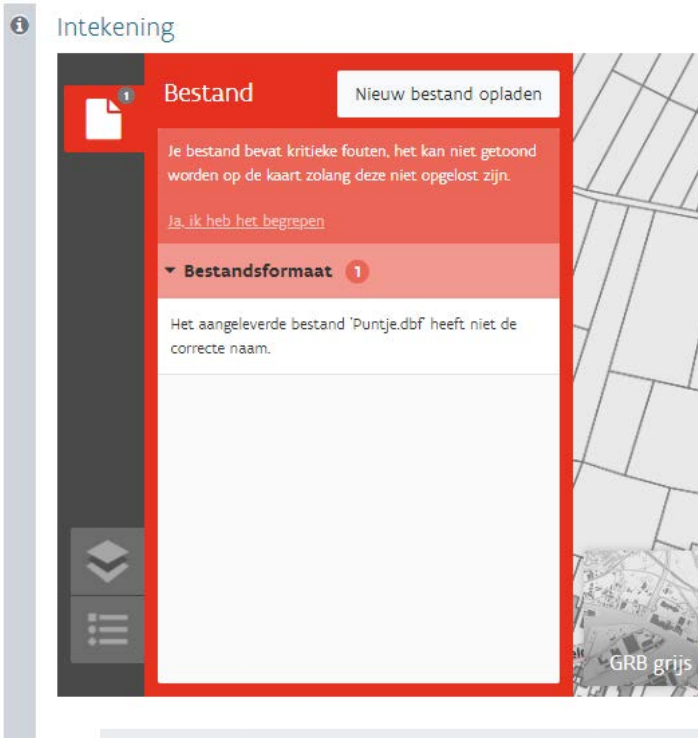 Intekening
1
Bestand
Nieuw bestand opladen
Je bestand bevat kritieke fouten, het kan niet getoond
worden op de kaart zolang deze niet opgelost zijn.
Ja, ik heb het begrepen
Bestandsformaat 1
Het aangeleverde bestand 'Puntje.dbf' heeft niet de
correcte naam.
GRB grijs